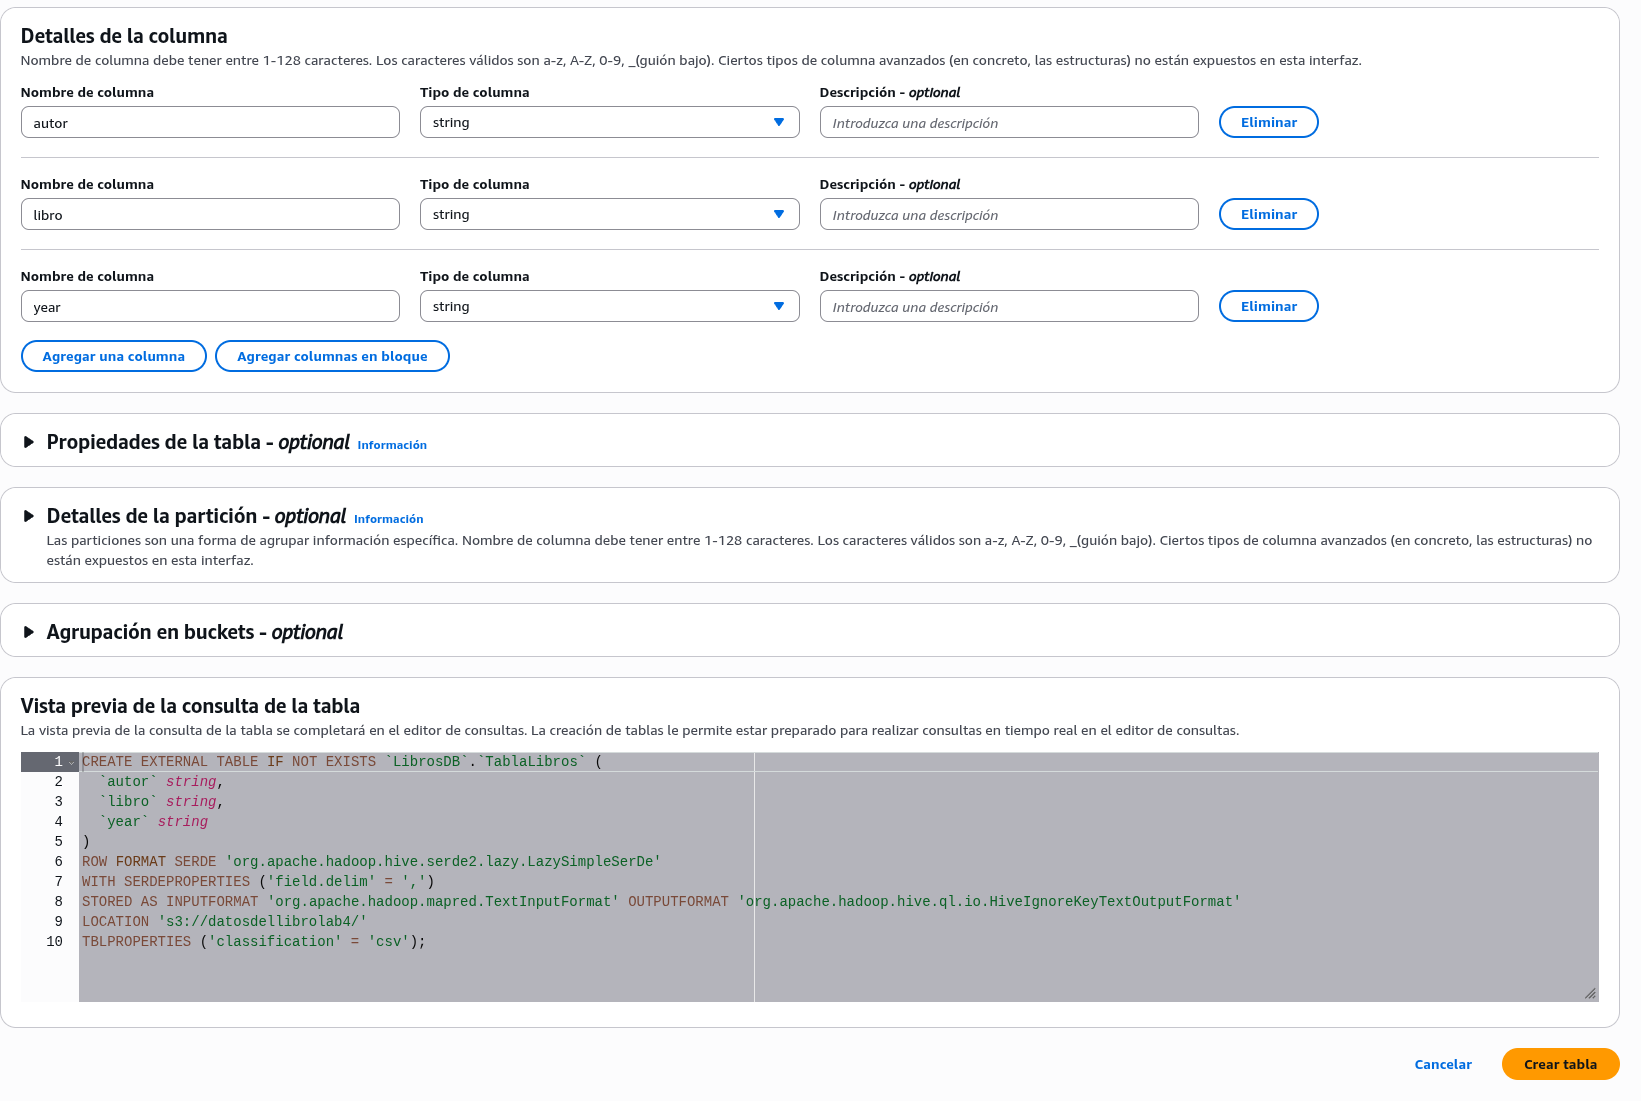 Detalles de la columna
Nombre de columna debe tener entre 1-128 caracteres. Los caracteres válidos son a-z, A-Z, 0-9, _(guión bajo). Ciertos tipos de columna avanzados (en concreto, las estructuras) no están expuestos en esta interfaz.
Nombre de columna Tipo de columna Descripción - optional
autor string Introduzca una descripción Eliminar
Nombre de columna Tipo de columna Descripción - optional
libro string Introduzca una descripción Eliminar
Nombre de columna Tipo de columna Descripción - optional
year string Introduzca una descripción Eliminar
Agregar una columna Agregar columnas en bloque
Propiedades de la tabla - optional Información
Detalles de la partición - optional Información
Las particiones son una forma de agrupar información específica. Nombre de columna debe tener entre 1-128 caracteres. Los caracteres válidos son a-z, A-Z, 0-9, _(guión bajo). Ciertos tipos de columna avanzados (en concreto, las estructuras) no
están expuestos en esta interfaz.
Agrupación en buckets - optional
Vista previa de la consulta de la tabla
La vista previa de la consulta de la tabla se completará en el editor de consultas. La creación de tablas le permite estar preparado para realizar consultas en tiempo real en el editor de consultas.
1 CREATE EXTERNAL TABLE IF NOT EXISTS `LibrosDB`.`TablaLibros` (
2 `autor` string,
3 `libro` string,
4 `year` string
5 )
6 ROW FORMAT SERDE 'org.apache.hadoop.hive.serde2.lazy.LazySimpleSerDe'
7 WITH SERDEPROPERTIES ('field.delim' = ',')
8 STORED AS INPUTFORMAT 'org.apache.hadoop.mapred.TextInputFormat' OUTPUTFORMAT 'org.apache.hadoop.hive.ql.io.HiveIgnoreKeyTextOutputFormat'
9 LOCATION 's3://datosdellibrolab4/'
10 TBLPROPERTIES ('classification' = 'csv');
Cancelar Crear tabla